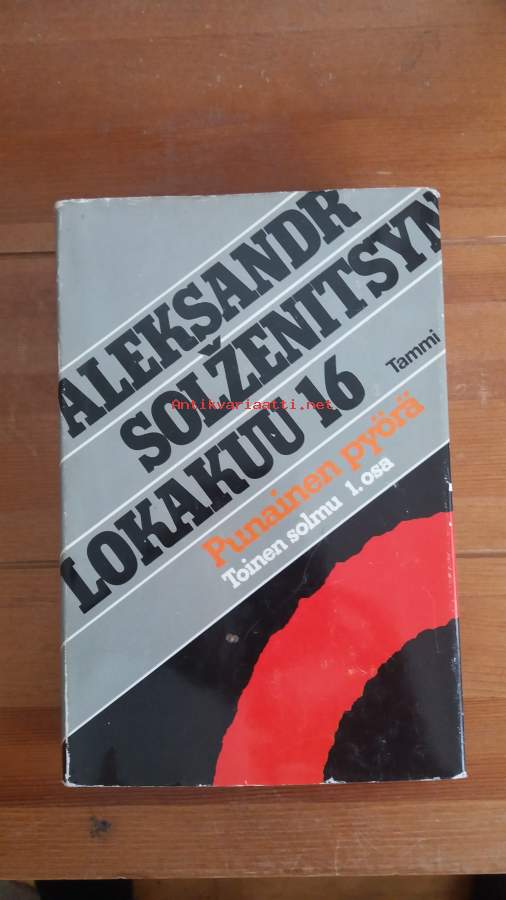 ALEKSANDR
SOLŽENITSYN
LOKAKUU 16
Tammi
Punainen pyörä
Toinen solmu 1. osa
Antikvariaatti.net